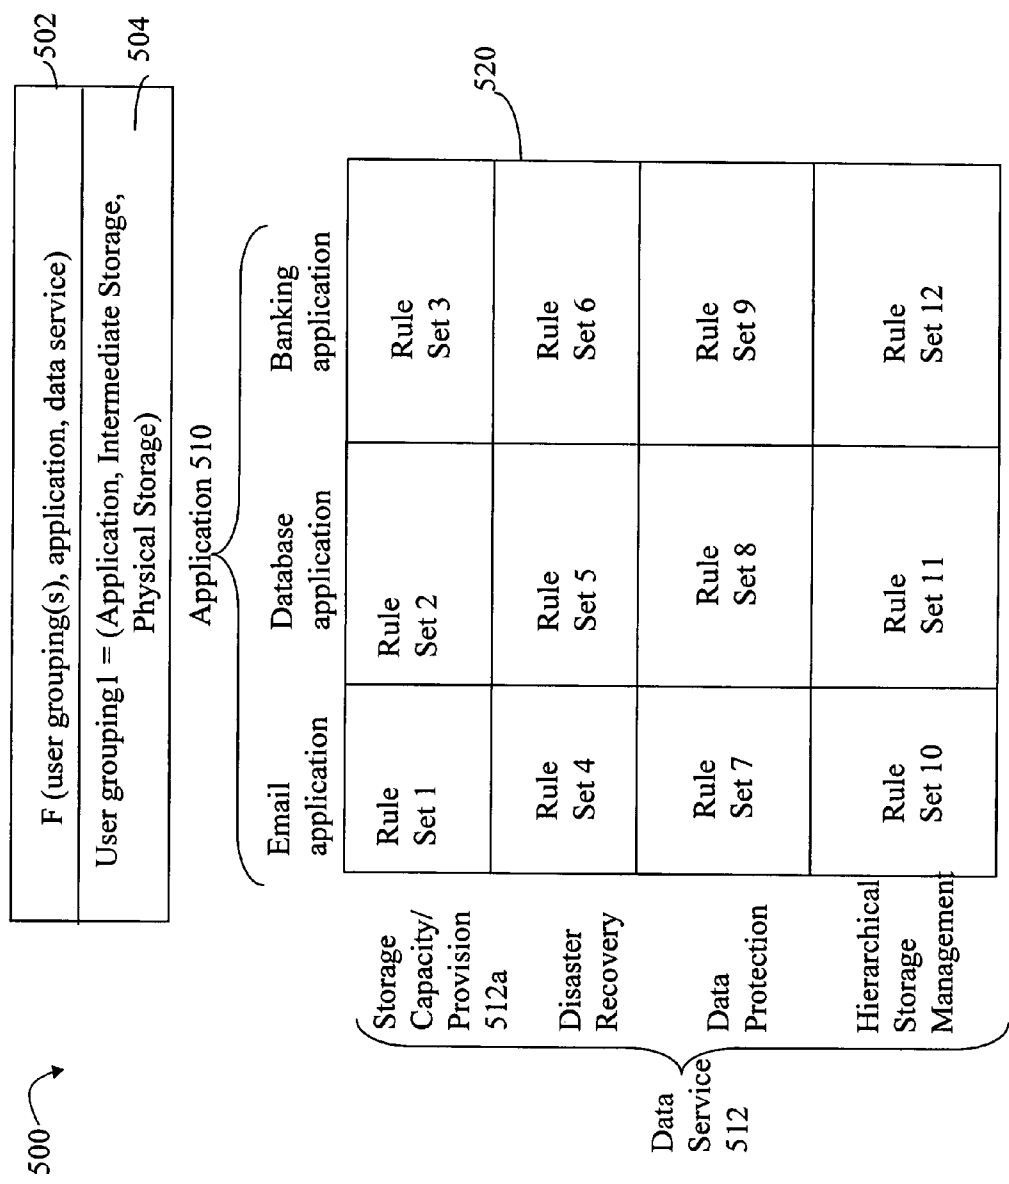 500
502
F (user grouping(s), application, data service)
504
User grouping1 = (Application, Intermediate Storage,
Physical Storage)
Application 510
Email
application
Database
application
Banking
application
520
Data
Service
512
Storage
Capacity/
Provision
512a
Rule
Set 1
Rule
Set 2
Rule
Set 3
Disaster
Recovery
Rule
Set 4
Rule
Set 5
Rule
Set 6
Data
Protection
Rule
Set 7
Rule
Set 8
Rule
Set 9
Hierarchical
Storage
Management
Rule
Set 10
Rule
Set 11
Rule
Set 12